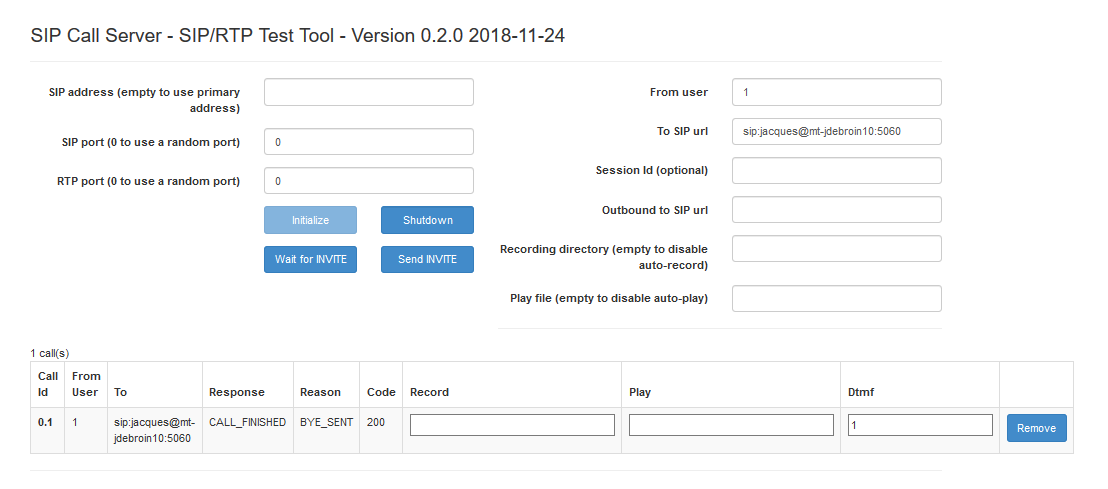 SIP Call Server - SIP/RTP Test Tool - Version 0.2.0 2018-11-24
SIP address (empty to use primary
address)
SIP port (0 to use a random port) 0
RTP port (0 to use a random port) 0
Initialize Shutdown
Wait for INVITE Send INVITE
From user 1
To SIP url sip:jacques@mt-jdebroin10:5060
Session Id (optional)
Outbound to SIP url
Recording directory (empty to disable
auto-record)
Play file (empty to disable auto-play)
1 call(s)
Call From
Id User To Response Reason Code Record Play Dtmf
0.1 1 sip:jacques@mt- CALL_FINISHED BYE_SENT 200 1 Remove
jdebroin10:5060